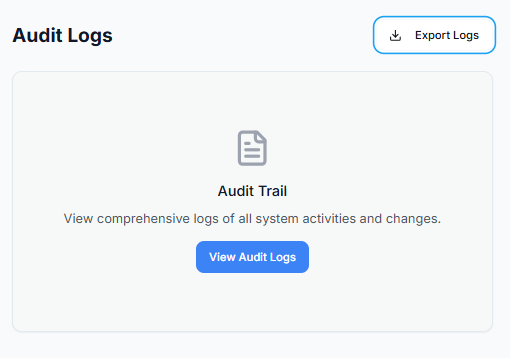 Audit Logs
Export Logs
Audit Trail
View comprehensive logs of all system activities and changes.
View Audit Logs